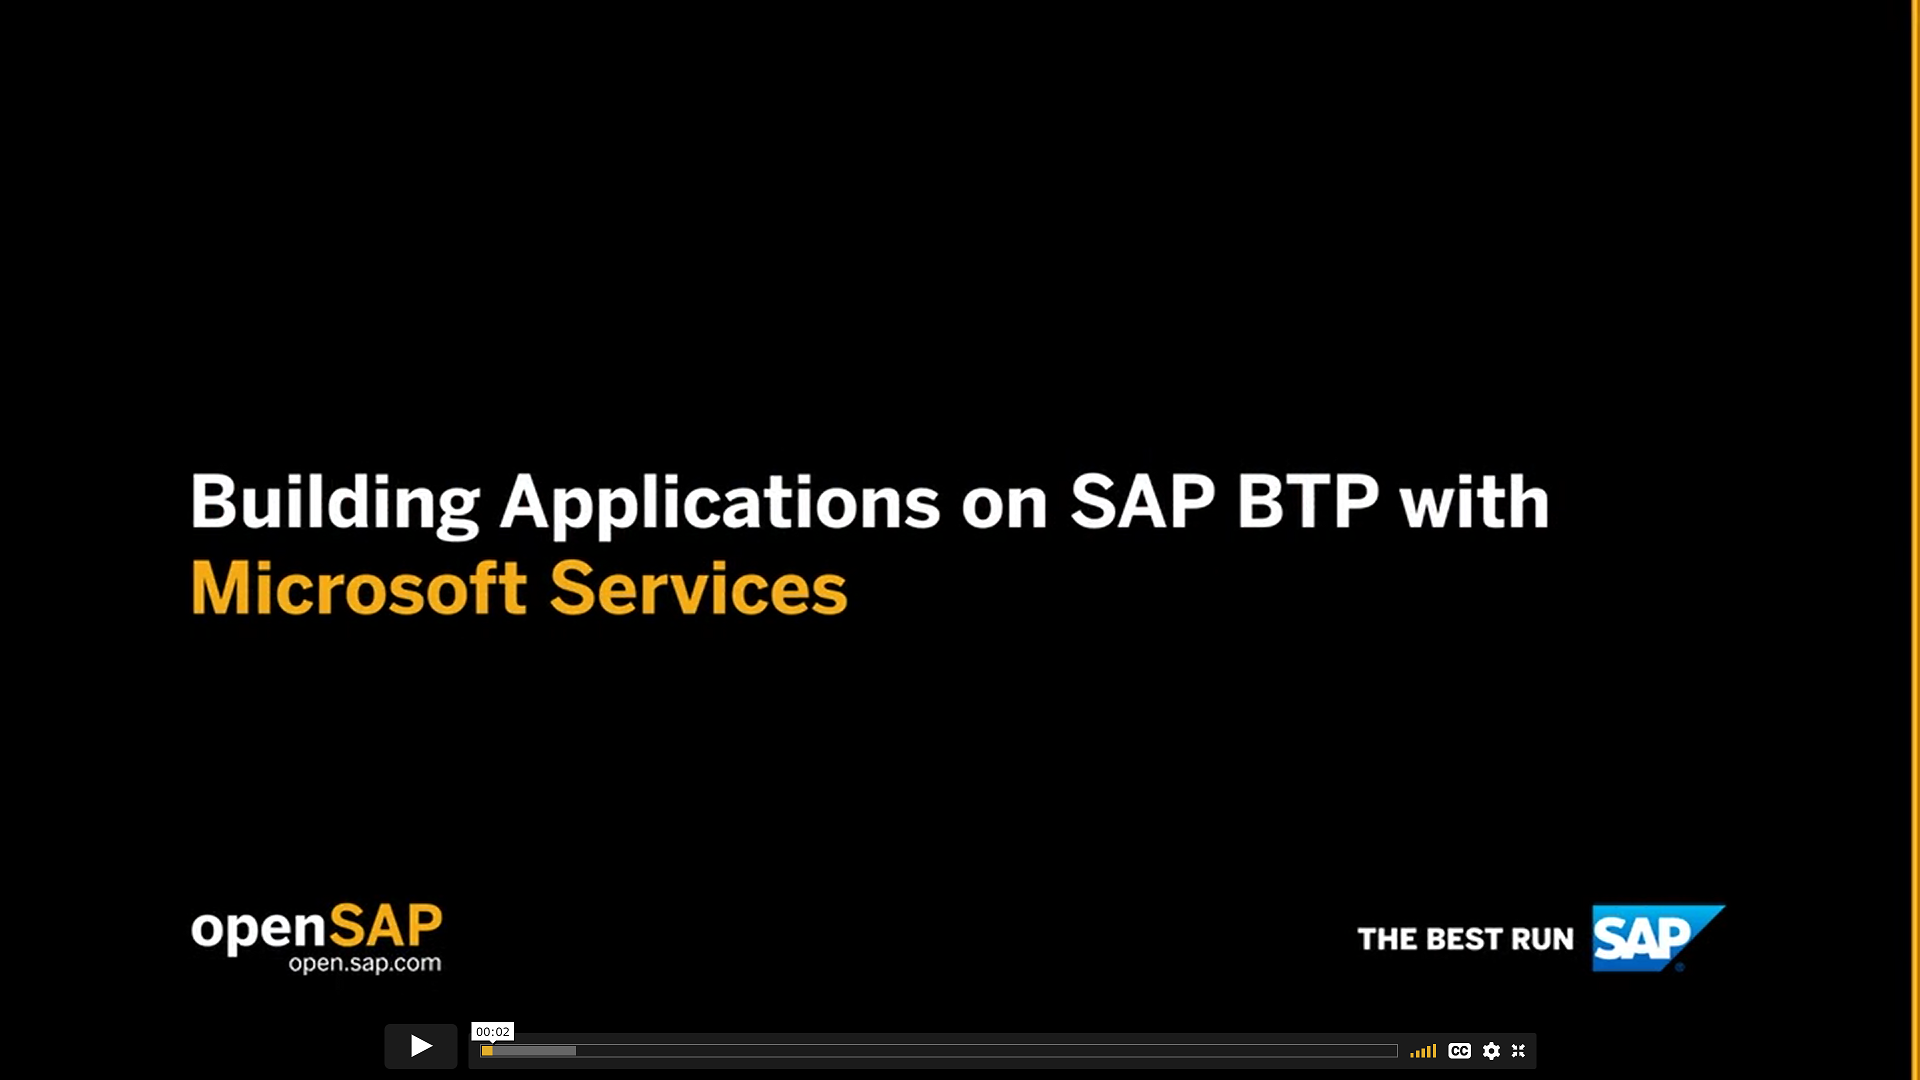 Building Applications on SAP BTP with
Microsoft Services
openSAP
open.sap.com
THE BEST RUN SAP
00:02
CC